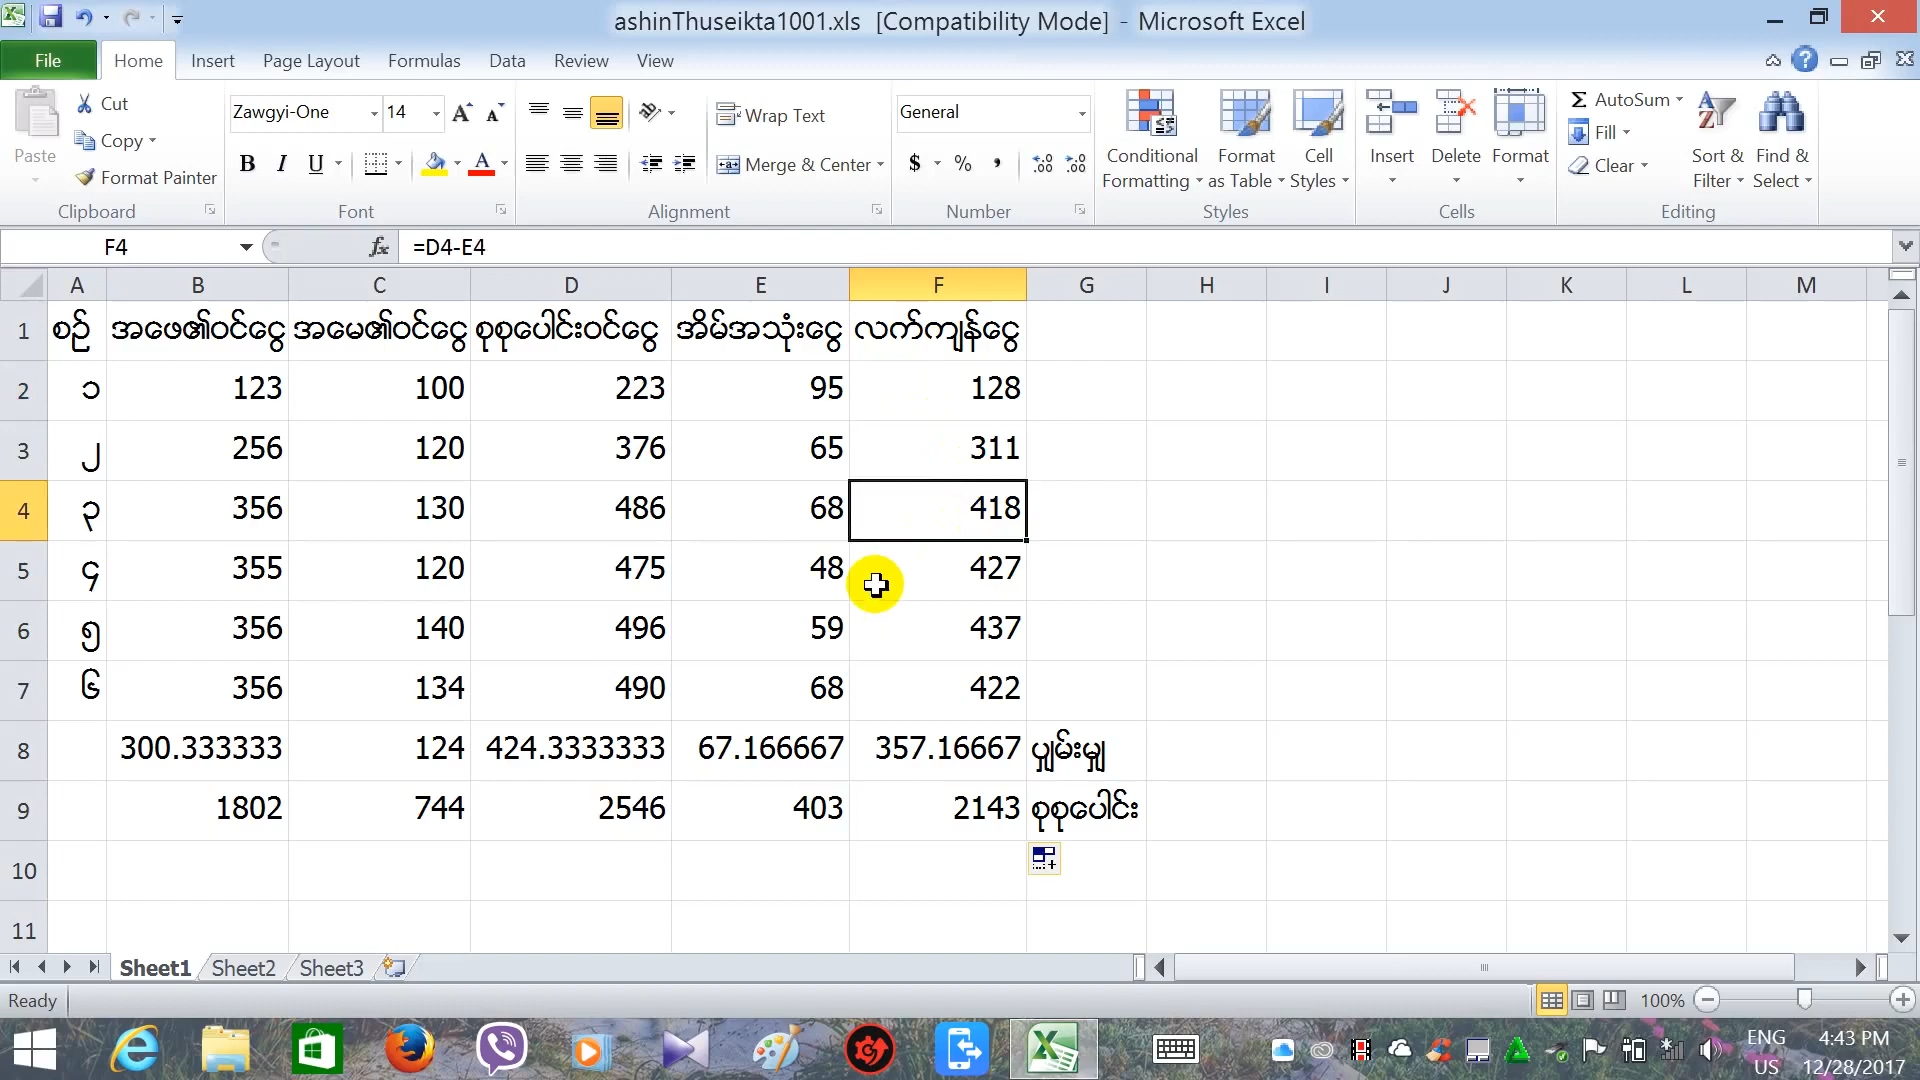 ashinThuseikta1001.xls [Compatibility Mode] - Microsoft Excel
File Home Insert Page Layout Formulas Data Review View
Paste
Cut
Copy
Format Painter
Clipboard
Zawgyi-One 14
B I U
Font
Wrap Text
Merge & Center
Alignment
General
$ % ,
Number
Conditional Formatting
Format as Table
Cell Styles
Styles
Insert Delete Format
Cells
Σ AutoSum
Fill
Clear
Sort & Filter
Find & Select
Editing
F4 fx =D4-E4
A B C D E F G H I J K L M
1 စဉ် အဖေ၏ဝင်ငွေ အမေ၏ဝင်ငွေ စုစုပေါင်းဝင်ငွေ အိမ်အသုံးငွေ လက်ကျန်ငွေ
2 ၁ 123 100 223 95 128
3 ၂ 256 120 376 65 311
4 ၃ 356 130 486 68 418
5 ၄ 355 120 475 48 427
6 ၅ 356 140 496 59 437
7 ၆ 356 134 490 68 422
8 300.333333 124 424.3333333 67.166667 357.16667 ပျှမ်းမျှ
9 1802 744 2546 403 2143 စုစုပေါင်း
10
11
Sheet1 Sheet2 Sheet3
Ready 100%
ENG 4:43 PM
US 12/28/2017